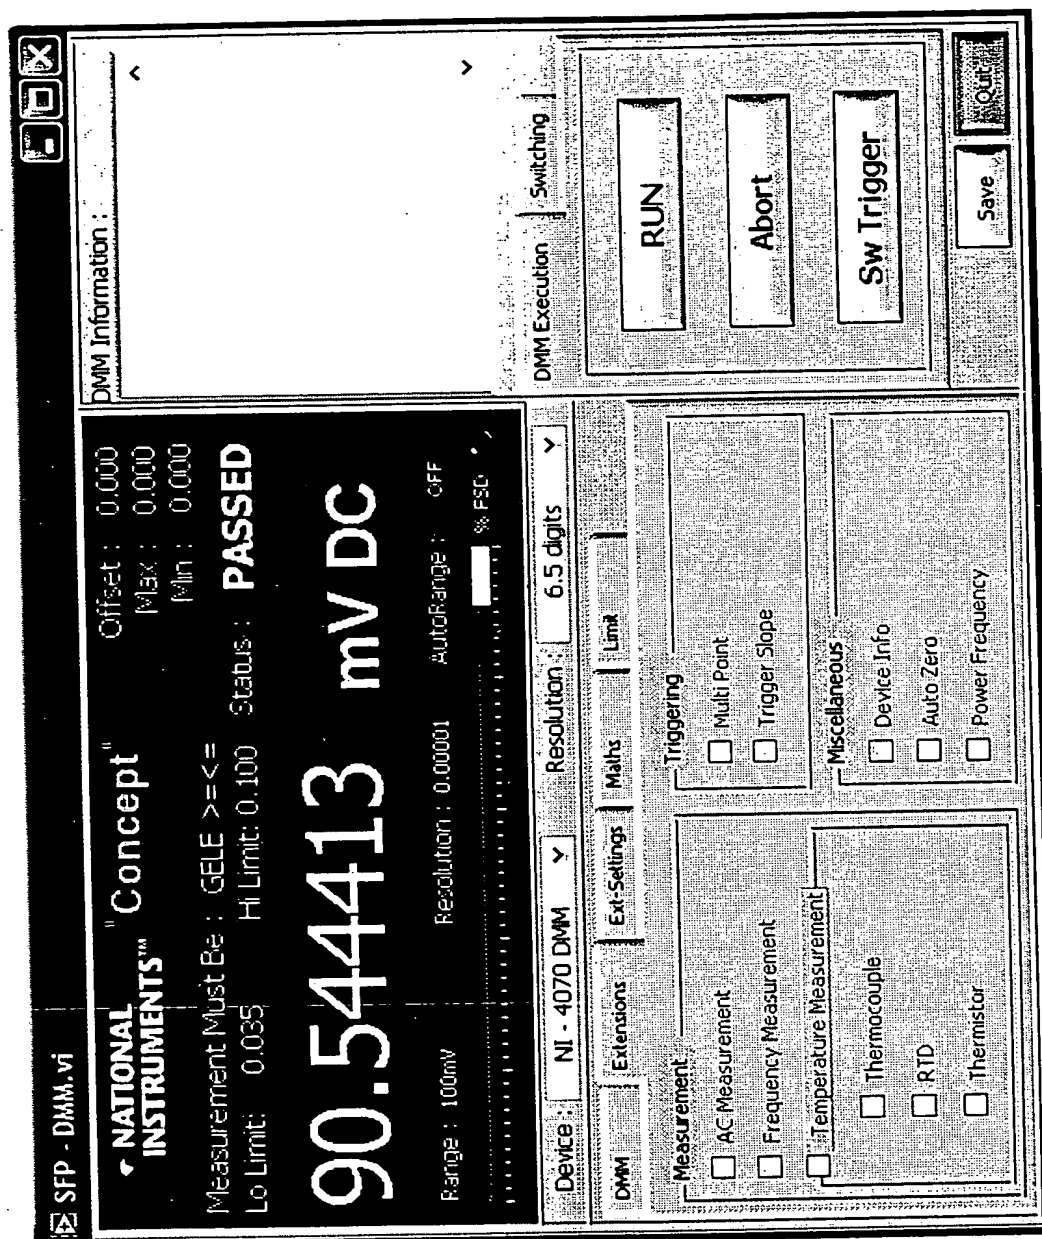 SFP - DMM.vi
NATIONAL
INSTRUMENTS™
"Concept"
Offset : 0.000
Max : 0.000
Min : 0.000
Measurement Must Be : GELE >=<=
Lo Limit: 0.035 Hi Limit: 0.100 Status : PASSED
90.544413 mV DC
Range : 100mV Resolution : 0.00001 AutoRange : OFF
% FSD
Device : NI - 4070 DMM Resolution : 6.5 digits
DMM Extensions Ext-Settings Maths Limit
Measurement
AC Measurement
Frequency Measurement
Temperature Measurement
Thermocouple
RTD
Thermistor
Triggering
Multi Point
Trigger Slope
Miscellaneous
Device Info
Auto Zero
Power Frequency
DMM Information :
DMM Execution Switching
RUN
Abort
Sw Trigger
Save Quit